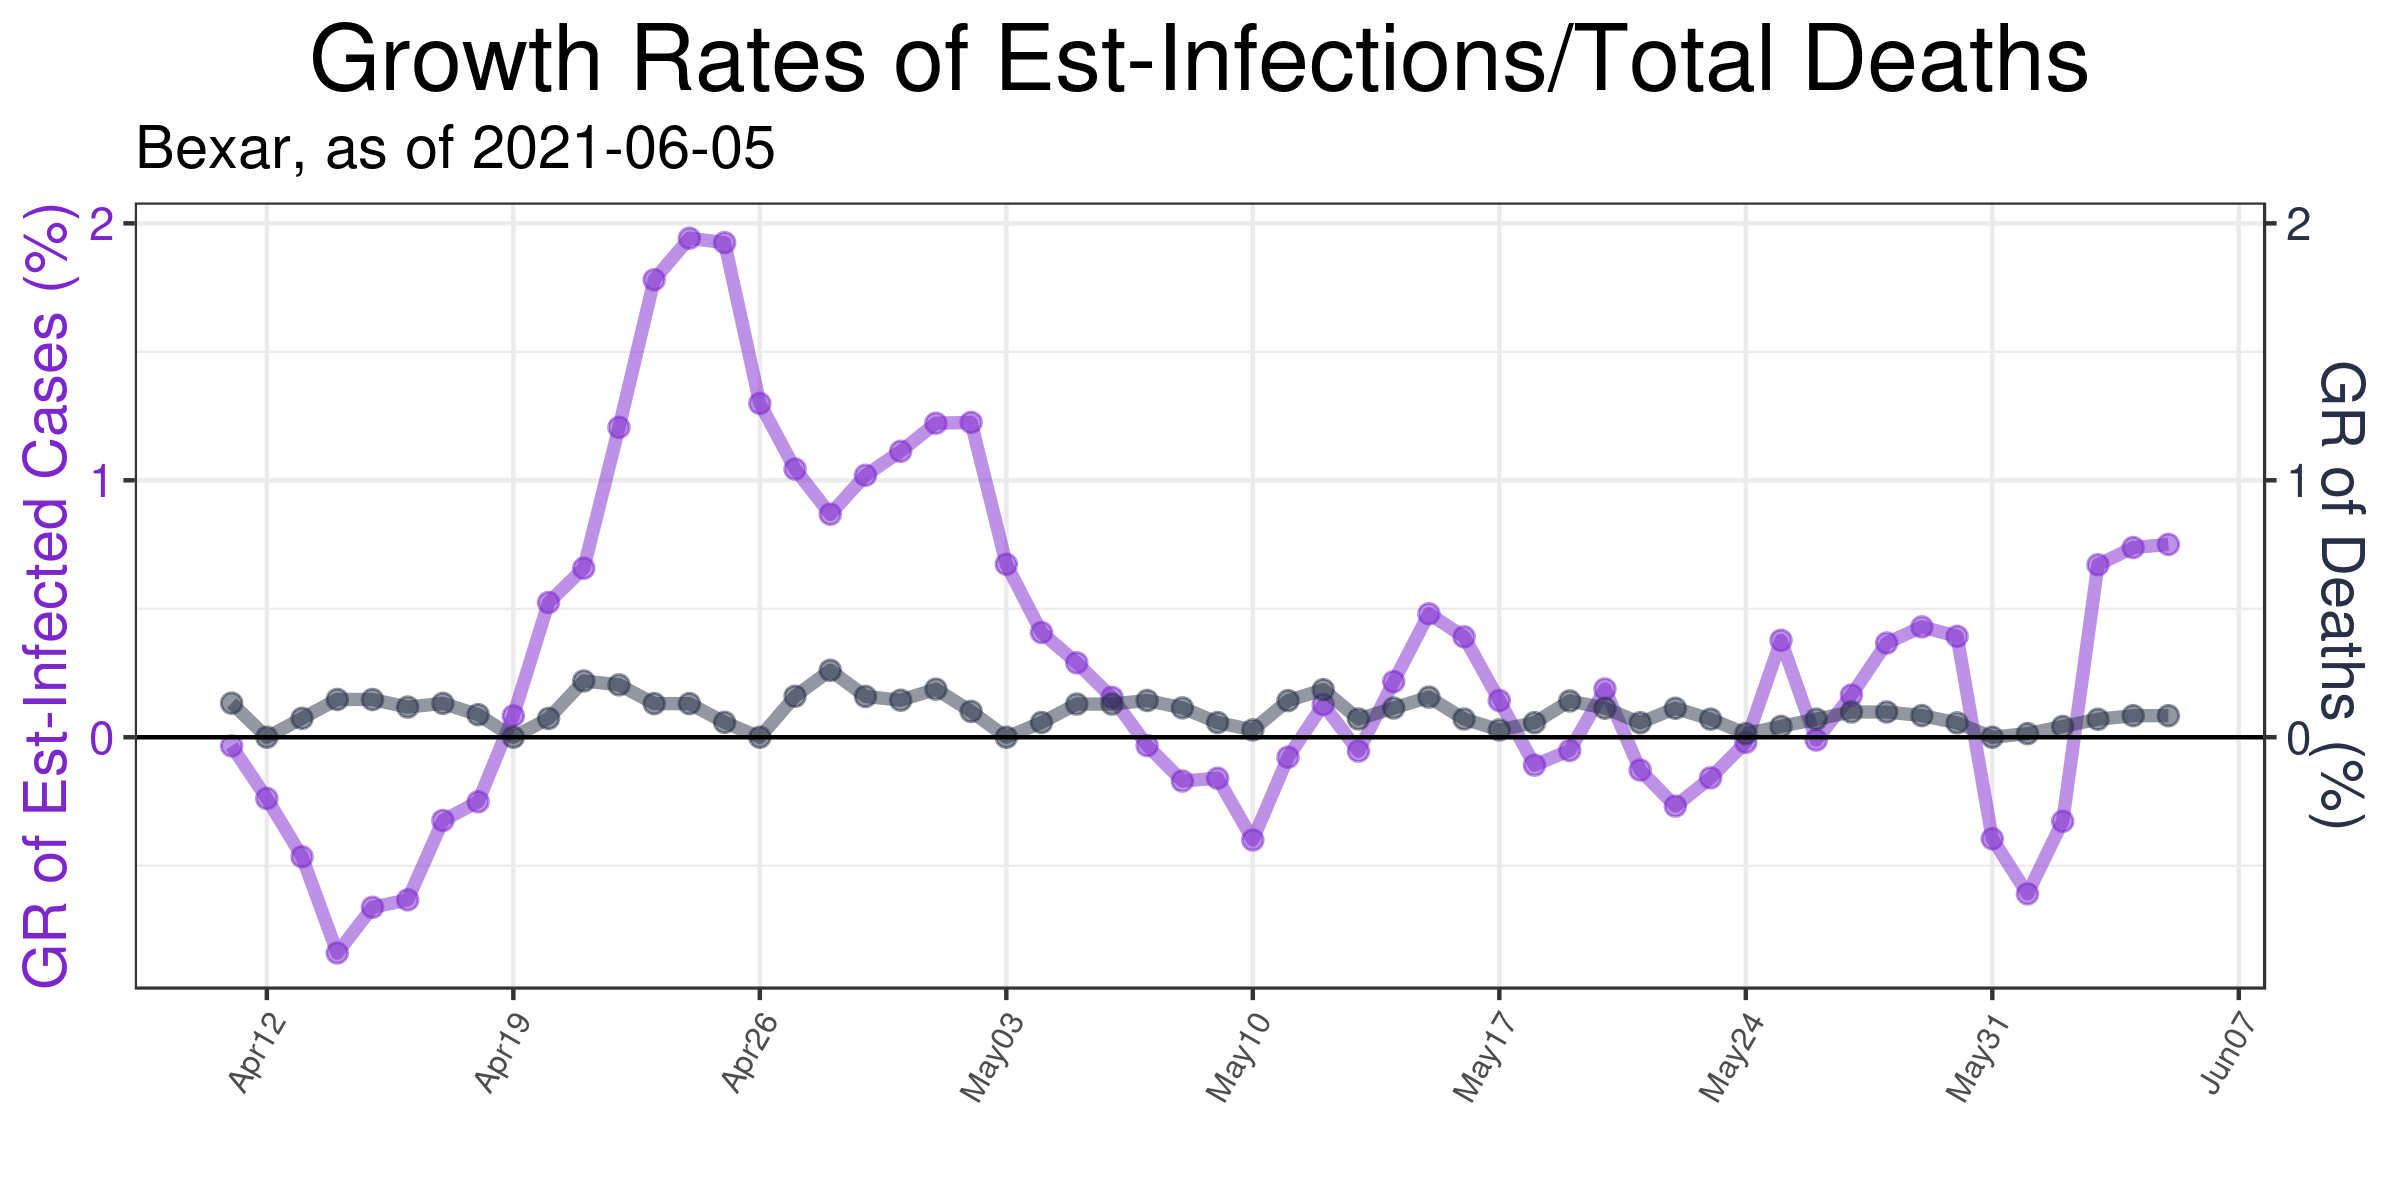 Growth Rates of Est-Infections/Total Deaths
Bexar, as of 2021-06-05
GR of Est-Infected Cases (%)
2
1
0
2
1
0
GR of Deaths (%)
Apr12
Apr19
Apr26
May03
May10
May17
May24
May31
Jun07